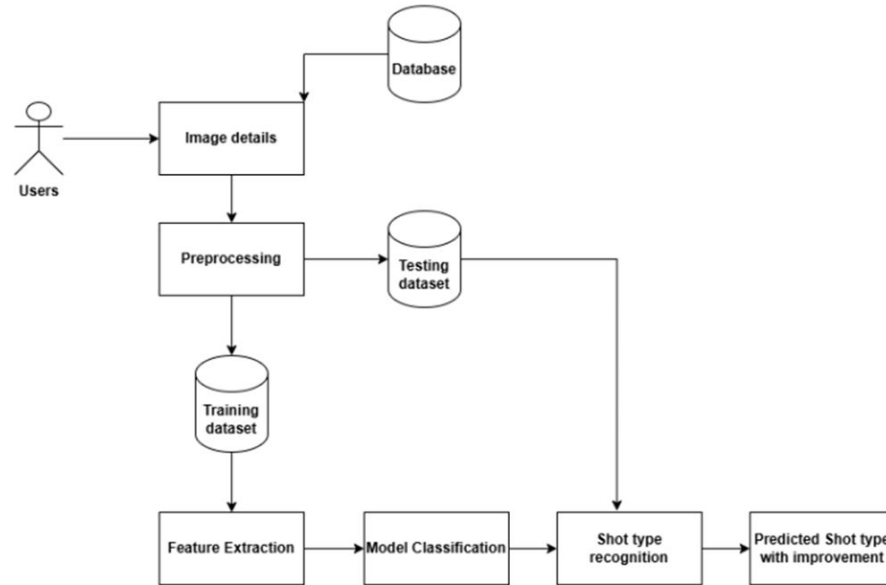 Database
Image details
Users
Preprocessing
Testing
dataset
Training
dataset
Feature Extraction
Model Classification
Shot type
recognition
Predicted Shot type
with improvement